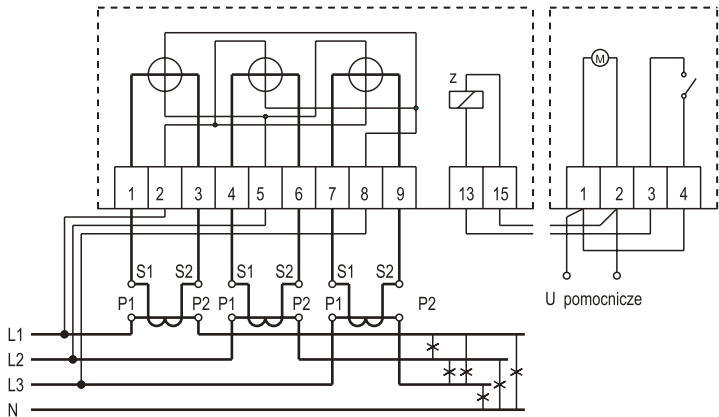 M
z
1 2 3 4 5 6 7 8 9 13 15 1 2 3 4
S1 S2 S1 S2 S1 S2
P1 P2 P1 P2 P1 P2
U pomocnicze
L1
L2
L3
N